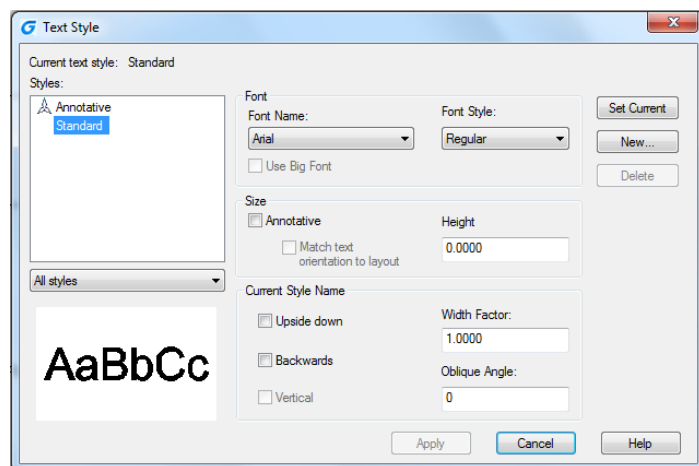 Text Style
Current text style: Standard
Styles:
Annotative
Standard
All styles
AaBbCc
Font
Font Name:
Arial
Use Big Font
Font Style:
Regular
Size
Annotative
Match text
orientation to layout
Height
0.0000
Current Style Name
Upside down
Backwards
Vertical
Width Factor:
1.0000
Oblique Angle:
0
Set Current
New...
Delete
Apply
Cancel
Help